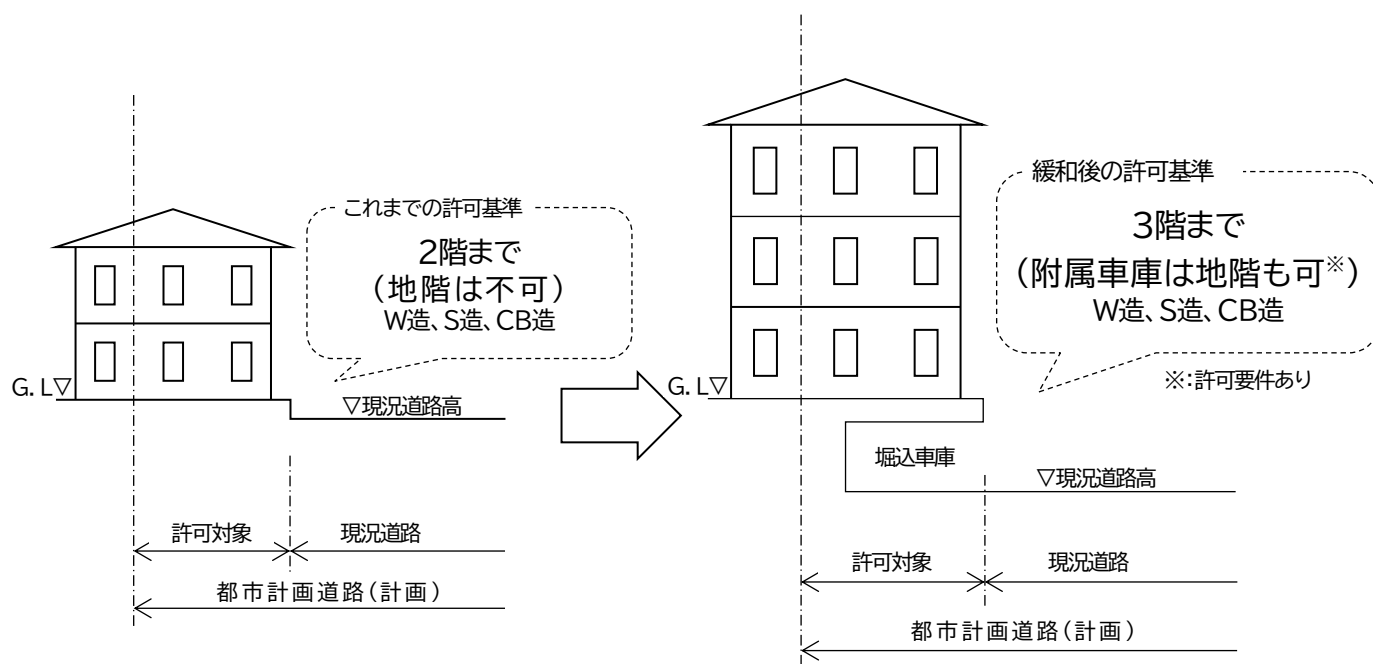 これまでの許可基準
2階まで
(地階は不可)
W造、S造、CB造
G.L▽
▽現況道路高
許可対象
現況道路
都市計画道路(計画)
緩和後の許可基準
3階まで
(附属車庫は地階も可※)
W造、S造、CB造
※:許可要件あり
G.L▽
堀込車庫
▽現況道路高
許可対象
現況道路
都市計画道路(計画)